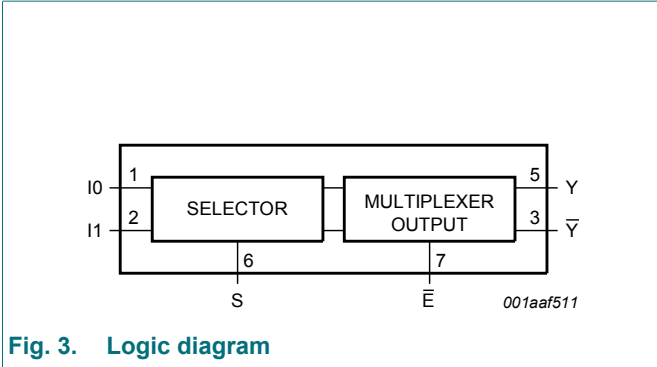 I0 1 SELECTOR MULTIPLEXER OUTPUT 5 Y
I1 2 3 Y̅
6 7
S E̅ 001aaf511
Fig. 3. Logic diagram